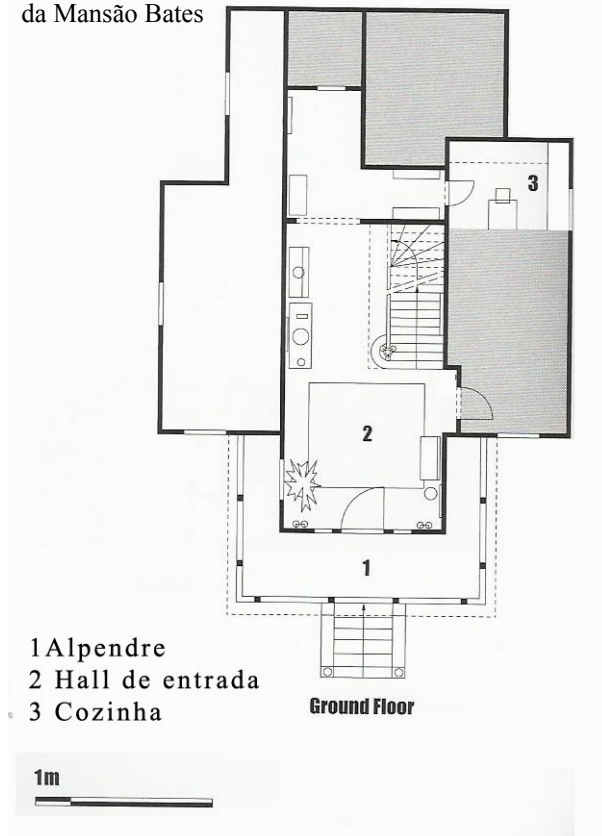 da Mansão Bates
3
2
1
1Alpendre
2 Hall de entrada
3 Cozinha
Ground Floor
1m